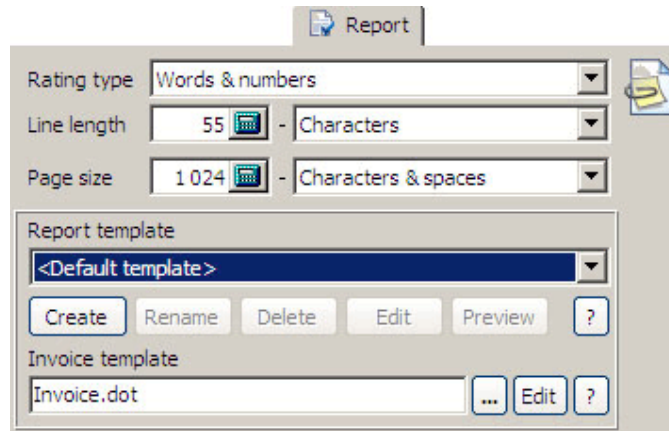 Report
Rating type Words & numbers
Line length 55 - Characters
Page size 1 024 - Characters & spaces
Report template
<Default template>
Create Rename Delete Edit Preview ?
Invoice template
Invoice.dot ... Edit ?